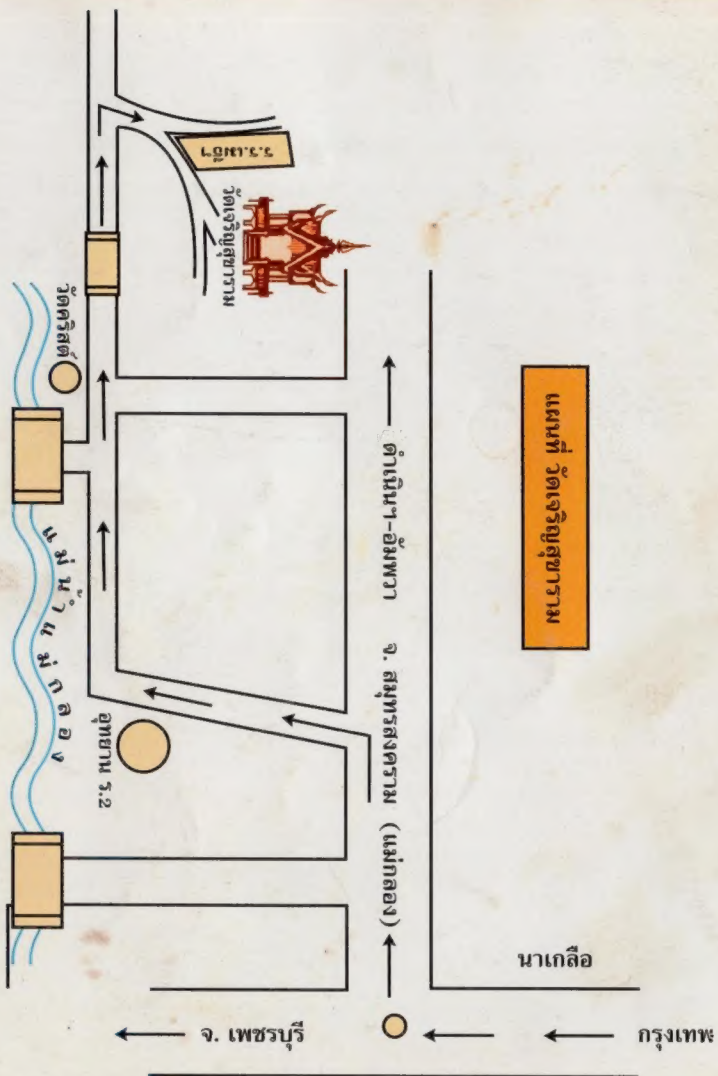 แผนที่ วัดเจริญสุขาราม
ร.ร.เมธีฯ
วัดเจริญสุขาราม
วัดคริสต์
ดำเนินฯ-อัมพวา
จ. สมุทรสงคราม (แม่กลอง)
แม่น้ำแม่กลอง
อุทยาน ร.2
นาเกลือ
จ. เพชรบุรี
กรุงเทพ